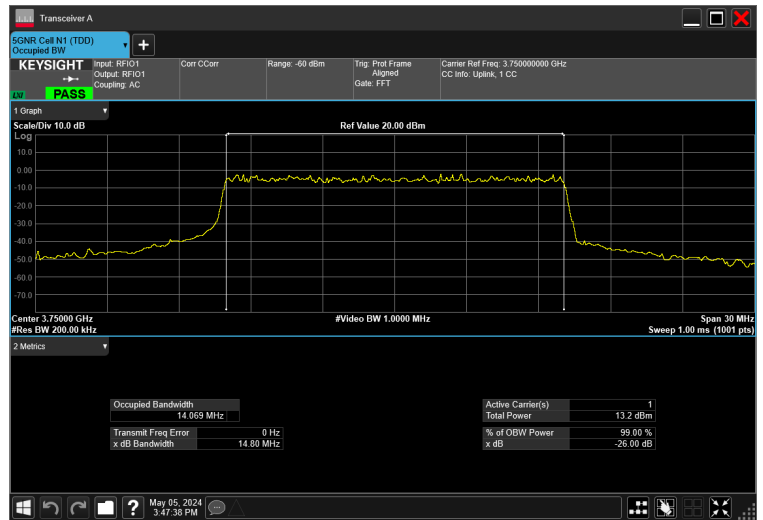 Transceiver A
5GNR Cell N1 (TDD)
Occupied BW
KEYSIGHT
LXI
PASS
Input: RFIO1
Output: RFIO1
Coupling: AC
Corr CCorr
Range: -60 dBm
Trig: Prot Frame
Aligned
Gate: FFT
Carrier Ref Freq: 3.750000000 GHz
CC Info: Uplink, 1 CC
1 Graph
Scale/Div 10.0 dB
Ref Value 20.00 dBm
Log
10.0
0.00
-10.0
-20.0
-30.0
-40.0
-50.0
-60.0
-70.0
Center 3.75000 GHz
#Video BW 1.0000 MHz
Span 30 MHz
#Res BW 200.00 kHz
Sweep 1.00 ms (1001 pts)
2 Metrics
Occupied Bandwidth
14.069 MHz
Transmit Freq Error 0 Hz
x dB Bandwidth 14.80 MHz
Active Carrier(s) 1
Total Power 13.2 dBm
% of OBW Power 99.00 %
x dB -26.00 dB
?
May 05, 2024
3:47:38 PM